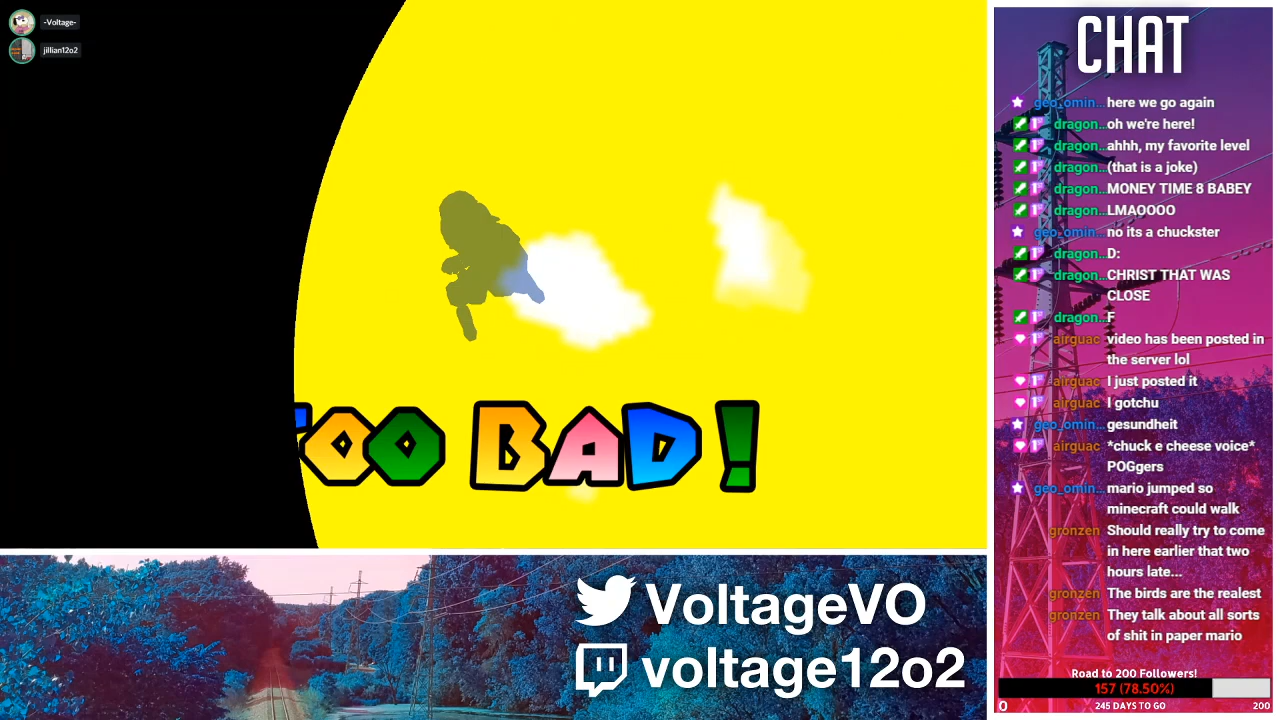 -Voltage-
jillian12o2
OO BAD!
VoltageVO
voltage12o2
CHAT
geo_omin... here we go again
dragon... oh we're here!
dragon... ahhh, my favorite level
dragon... (that is a joke)
dragon... MONEY TIME 8 BABEY
dragon... LMAOOOO
geo_omin... no its a chuckster
dragon... D:
dragon... CHRIST THAT WAS
CLOSE
dragon... F
airguac video has been posted in
the server lol
airguac I just posted it
airguac I gotchu
geo_omin... gesundheit
airguac *chuck e cheese voice*
POGgers
geo_omin... mario jumped so
minecraft could walk
gronzen Should really try to come
in here earlier that two
hours late...
gronzen The birds are the realest
gronzen They talk about all sorts
of shit in paper mario
Road to 200 Followers!
157 (78.50%)
0 245 DAYS TO GO 200